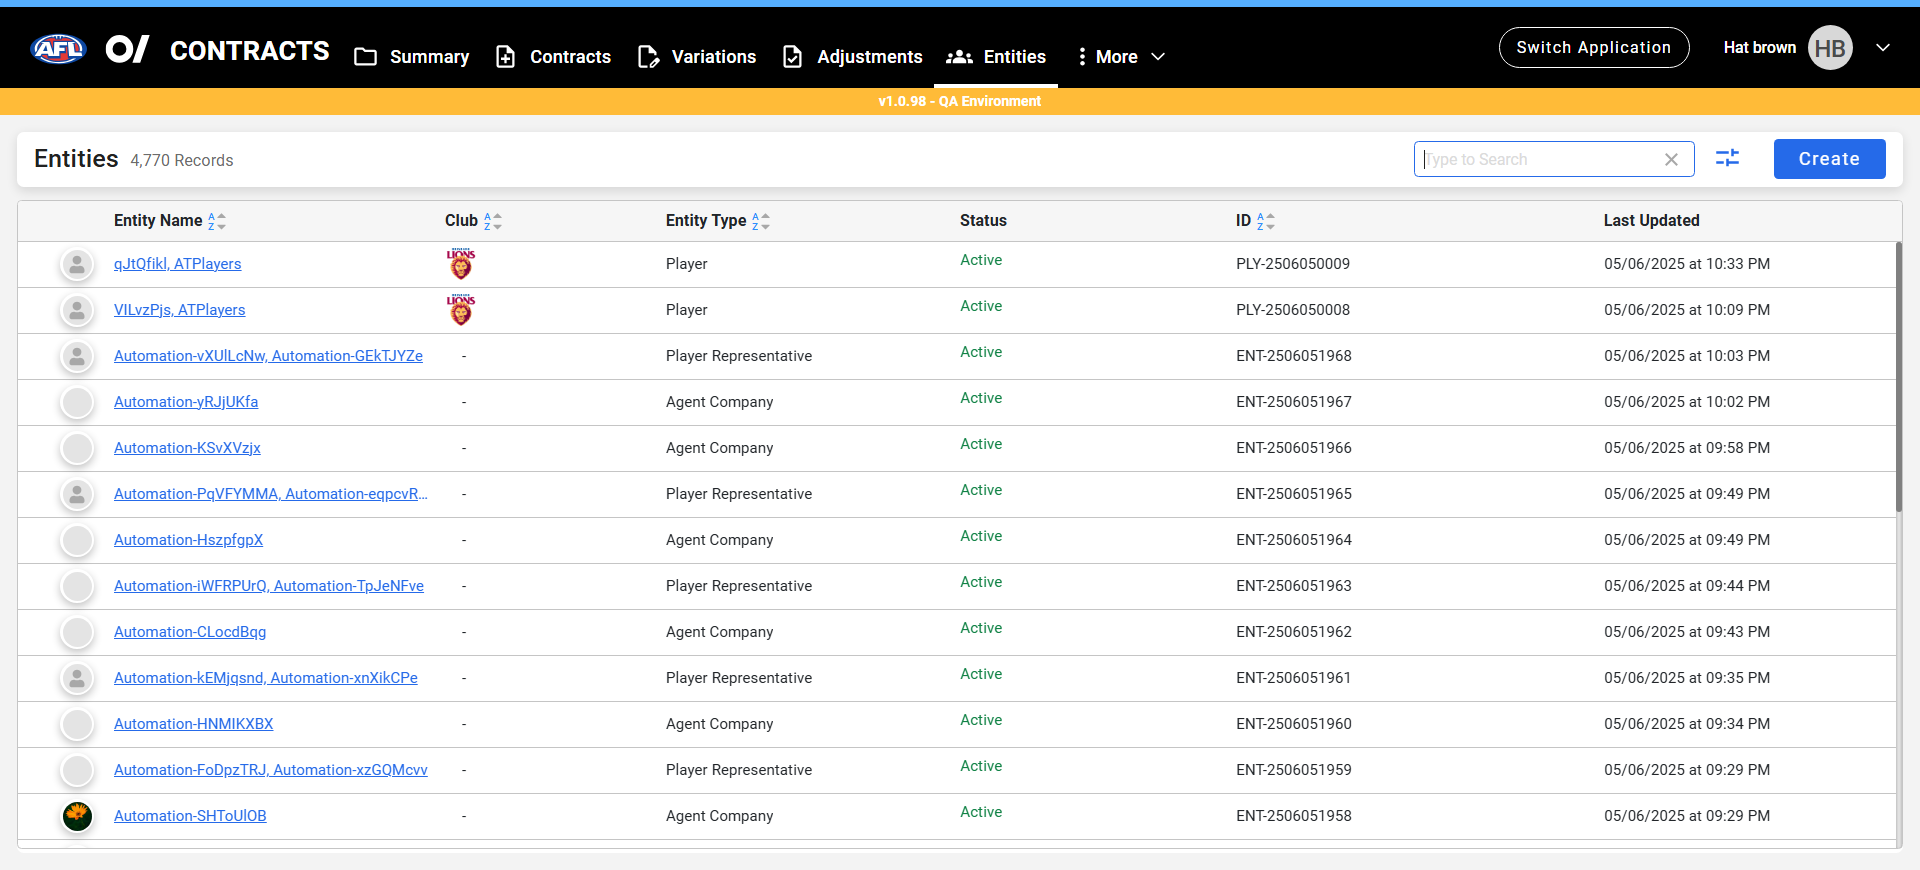 AFL CONTRACTS Summary Contracts Variations Adjustments Entities More Switch Application Hat brown HB
v1.0.98 - QA Environment
Entities 4,770 Records Type to Search Create
Entity Name AZ Club AZ Entity Type AZ Status ID AZ Last Updated
qJtQfikl, ATPlayers LIONS Player Active PLY-2506050009 05/06/2025 at 10:33 PM
VILvzPjs, ATPlayers LIONS Player Active PLY-2506050008 05/06/2025 at 10:09 PM
Automation-vXUlLcNw, Automation-GEkTJYZe - Player Representative Active ENT-2506051968 05/06/2025 at 10:03 PM
Automation-yRJjUKfa - Agent Company Active ENT-2506051967 05/06/2025 at 10:02 PM
Automation-KSvXVzjx - Agent Company Active ENT-2506051966 05/06/2025 at 09:58 PM
Automation-PqVFYMMA, Automation-eqpcvR... - Player Representative Active ENT-2506051965 05/06/2025 at 09:49 PM
Automation-HszpfgpX - Agent Company Active ENT-2506051964 05/06/2025 at 09:49 PM
Automation-iWFRPUrQ, Automation-TpJeNFve - Player Representative Active ENT-2506051963 05/06/2025 at 09:44 PM
Automation-CLocdBqg - Agent Company Active ENT-2506051962 05/06/2025 at 09:43 PM
Automation-kEMjqsnd, Automation-xnXikCPe - Player Representative Active ENT-2506051961 05/06/2025 at 09:35 PM
Automation-HNMIKXBX - Agent Company Active ENT-2506051960 05/06/2025 at 09:34 PM
Automation-FoDpzTRJ, Automation-xzGQMcvv - Player Representative Active ENT-2506051959 05/06/2025 at 09:29 PM
Automation-SHToUlOB - Agent Company Active ENT-2506051958 05/06/2025 at 09:29 PM